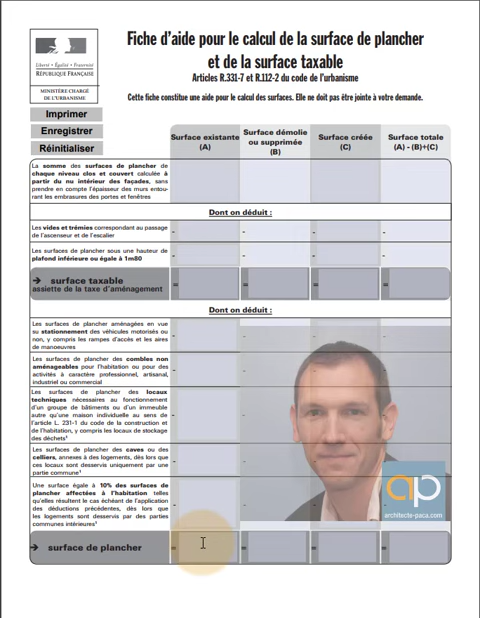 Fiche d'aide pour le calcul de la surface de plancher
et de la surface taxable
Articles R.331-7 et R.112-2 du code de l'urbanisme
Liberté • Égalité • Fraternité
RÉPUBLIQUE FRANÇAISE
MINISTÈRE CHARGÉ
DE L'URBANISME
Cette fiche constitue une aide pour le calcul des surfaces. Elle ne doit pas être jointe à votre demande.
Imprimer
Enregistrer
Réinitialiser
Surface existante
(A)
Surface démolie
ou supprimée
(B)
Surface créée
(C)
Surface totale
(A) - (B)+(C)
La somme des surfaces de plancher de
chaque niveau clos et couvert calculée à
partir du nu intérieur des façades, sans
prendre en compte l'épaisseur des murs entou-
rant les embrasures des portes et fenêtres
Dont on déduit :
Les vides et trémies correspondant au passage
de l'ascenseur et de l'escalier
- - - -
Les surfaces de plancher sous une hauteur de
plafond inférieure ou égale à 1m80
- - - -
➔ surface taxable
assiette de la taxe d'aménagement
= = = =
Dont on déduit :
Les surfaces de plancher aménagées en vue
su stationnement des véhicules motorisés ou
non, y compris les rampes d'accès et les aires
de manoeuvres
Les surfaces de plancher des combles non
aménageables pour l'habitation ou pour des
activités à caractère professionnel, artisanal,
industriel ou commercial
Les surfaces de plancher des locaux
techniques nécessaires au fonctionnement
d'un groupe de bâtiments ou d'un immeuble
autre qu'une maison individuelle au sens de
l'article L. 231-1 du code de la construction et
de l'habitation, y compris les locaux de stockage
des déchets¹
Les surfaces de plancher des caves ou des
celliers, annexes à des logements, dès lors que
ces locaux sont desservis uniquement par une
partie commune¹
Une surface égale à 10% des surfaces de
plancher affectées à l'habitation telles
qu'elles résultent le cas échéant de l'application
des déductions précédentes, dès lors que
les logements sont desservis par des parties
communes intérieures¹
ap
architecte-paca.com
➔ surface de plancher
= = = =